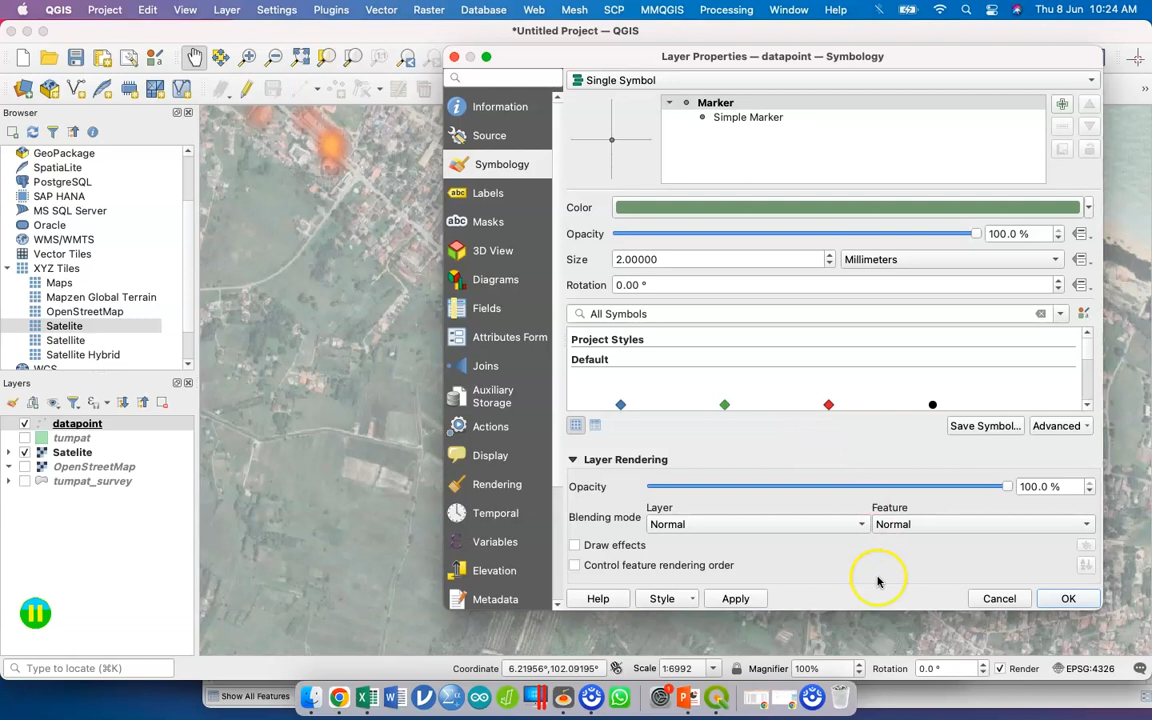 QGIS Project Edit View Layer Settings Plugins Vector Raster Database Web Mesh SCP MMQGIS Processing Window Help Thu 8 Jun 10:24 AM
*Untitled Project — QGIS
Layer Properties — datapoint — Symbology
Single Symbol
Information
Source
Symbology
Labels
Masks
3D View
Diagrams
Fields
Attributes Form
Joins
Auxiliary
Storage
Actions
Display
Rendering
Temporal
Variables
Elevation
Metadata
Marker
Simple Marker
Color
Opacity 100.0 %
Size 2.00000 Millimeters
Rotation 0.00 °
All Symbols
Project Styles
Default
Save Symbol... Advanced
Layer Rendering
Opacity 100.0 %
Layer Feature
Blending mode Normal Normal
Draw effects
Control feature rendering order
Help Style Apply Cancel OK
Browser
GeoPackage
SpatiaLite
PostgreSQL
SAP HANA
MS SQL Server
Oracle
WMS/WMTS
Vector Tiles
XYZ Tiles
Maps
Mapzen Global Terrain
OpenStreetMap
Satelite
Satellite
Satellite Hybrid
WCS
Layers
datapoint
tumpat
Satelite
OpenStreetMap
tumpat_survey
Type to locate (⌘K) Coordinate 6.21956°,102.09195° Scale 1:6992 Magnifier 100% Rotation 0.0 ° Render EPSG:4326
Show All Features